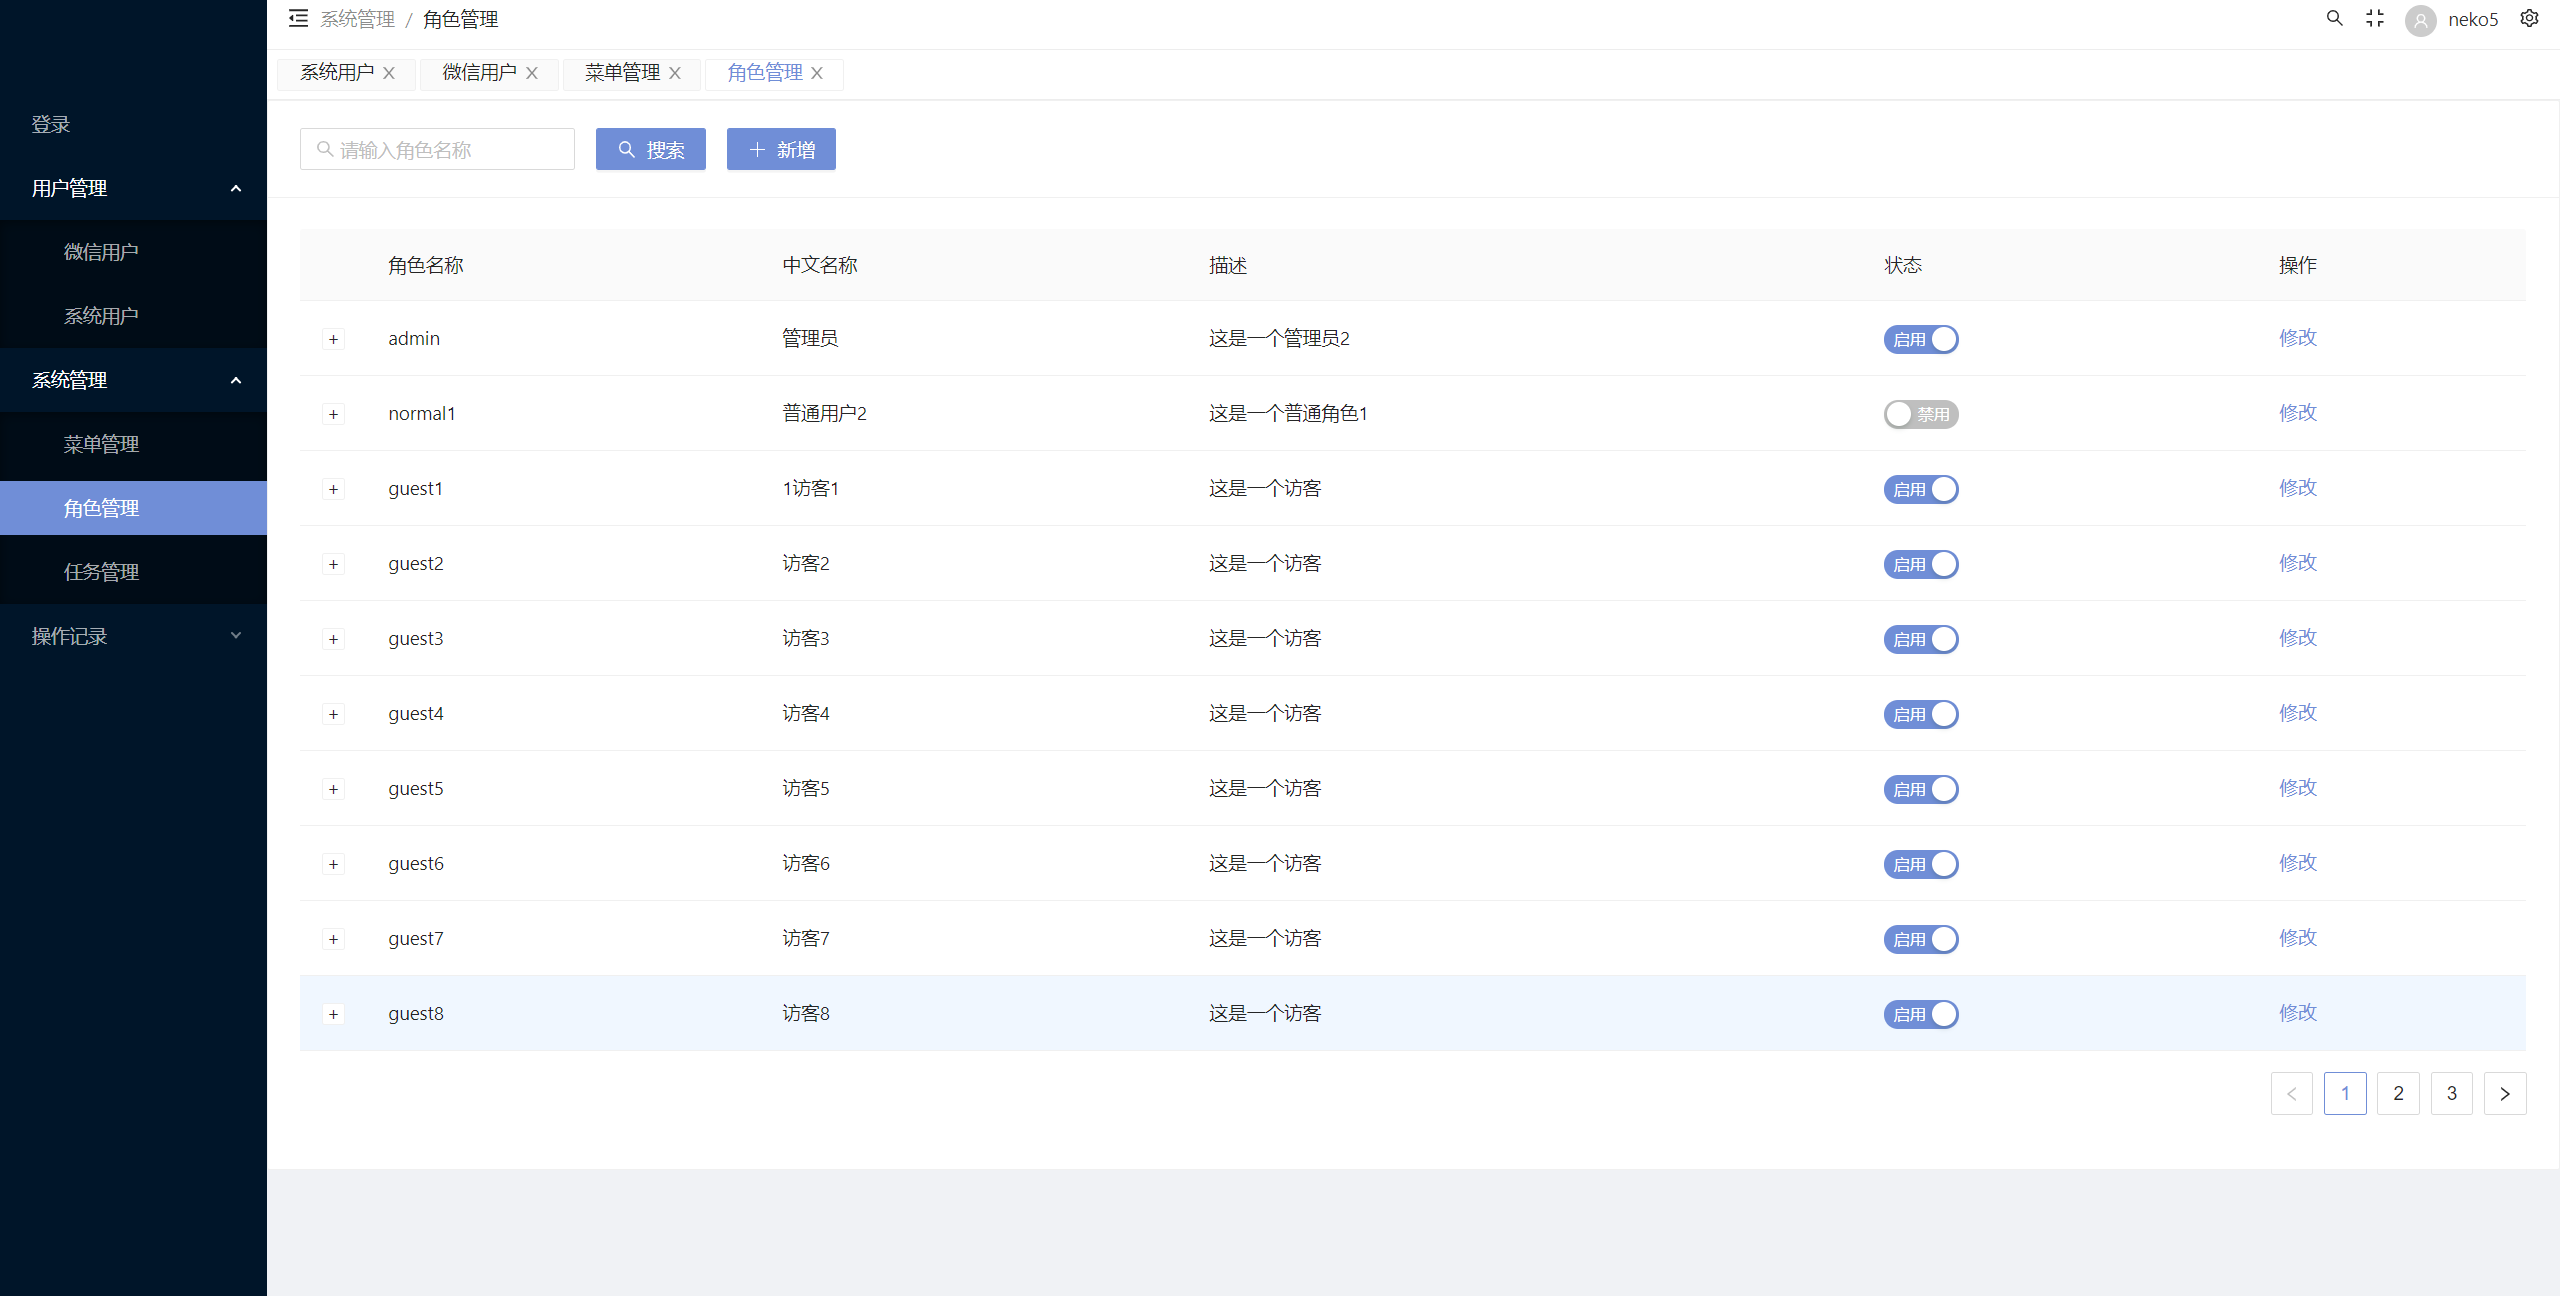 系统管理 / 角色管理
neko5
系统用户 X
微信用户 X
菜单管理 X
角色管理 X
登录
用户管理
微信用户
系统用户
系统管理
菜单管理
角色管理
任务管理
操作记录
请输入角色名称
搜索
+ 新增
角色名称 中文名称 描述 状态 操作
+ admin 管理员 这是一个管理员2 启用 修改
+ normal1 普通用户2 这是一个普通角色1 禁用 修改
+ guest1 1访客1 这是一个访客 启用 修改
+ guest2 访客2 这是一个访客 启用 修改
+ guest3 访客3 这是一个访客 启用 修改
+ guest4 访客4 这是一个访客 启用 修改
+ guest5 访客5 这是一个访客 启用 修改
+ guest6 访客6 这是一个访客 启用 修改
+ guest7 访客7 这是一个访客 启用 修改
+ guest8 访客8 这是一个访客 启用 修改
< 1 2 3 >